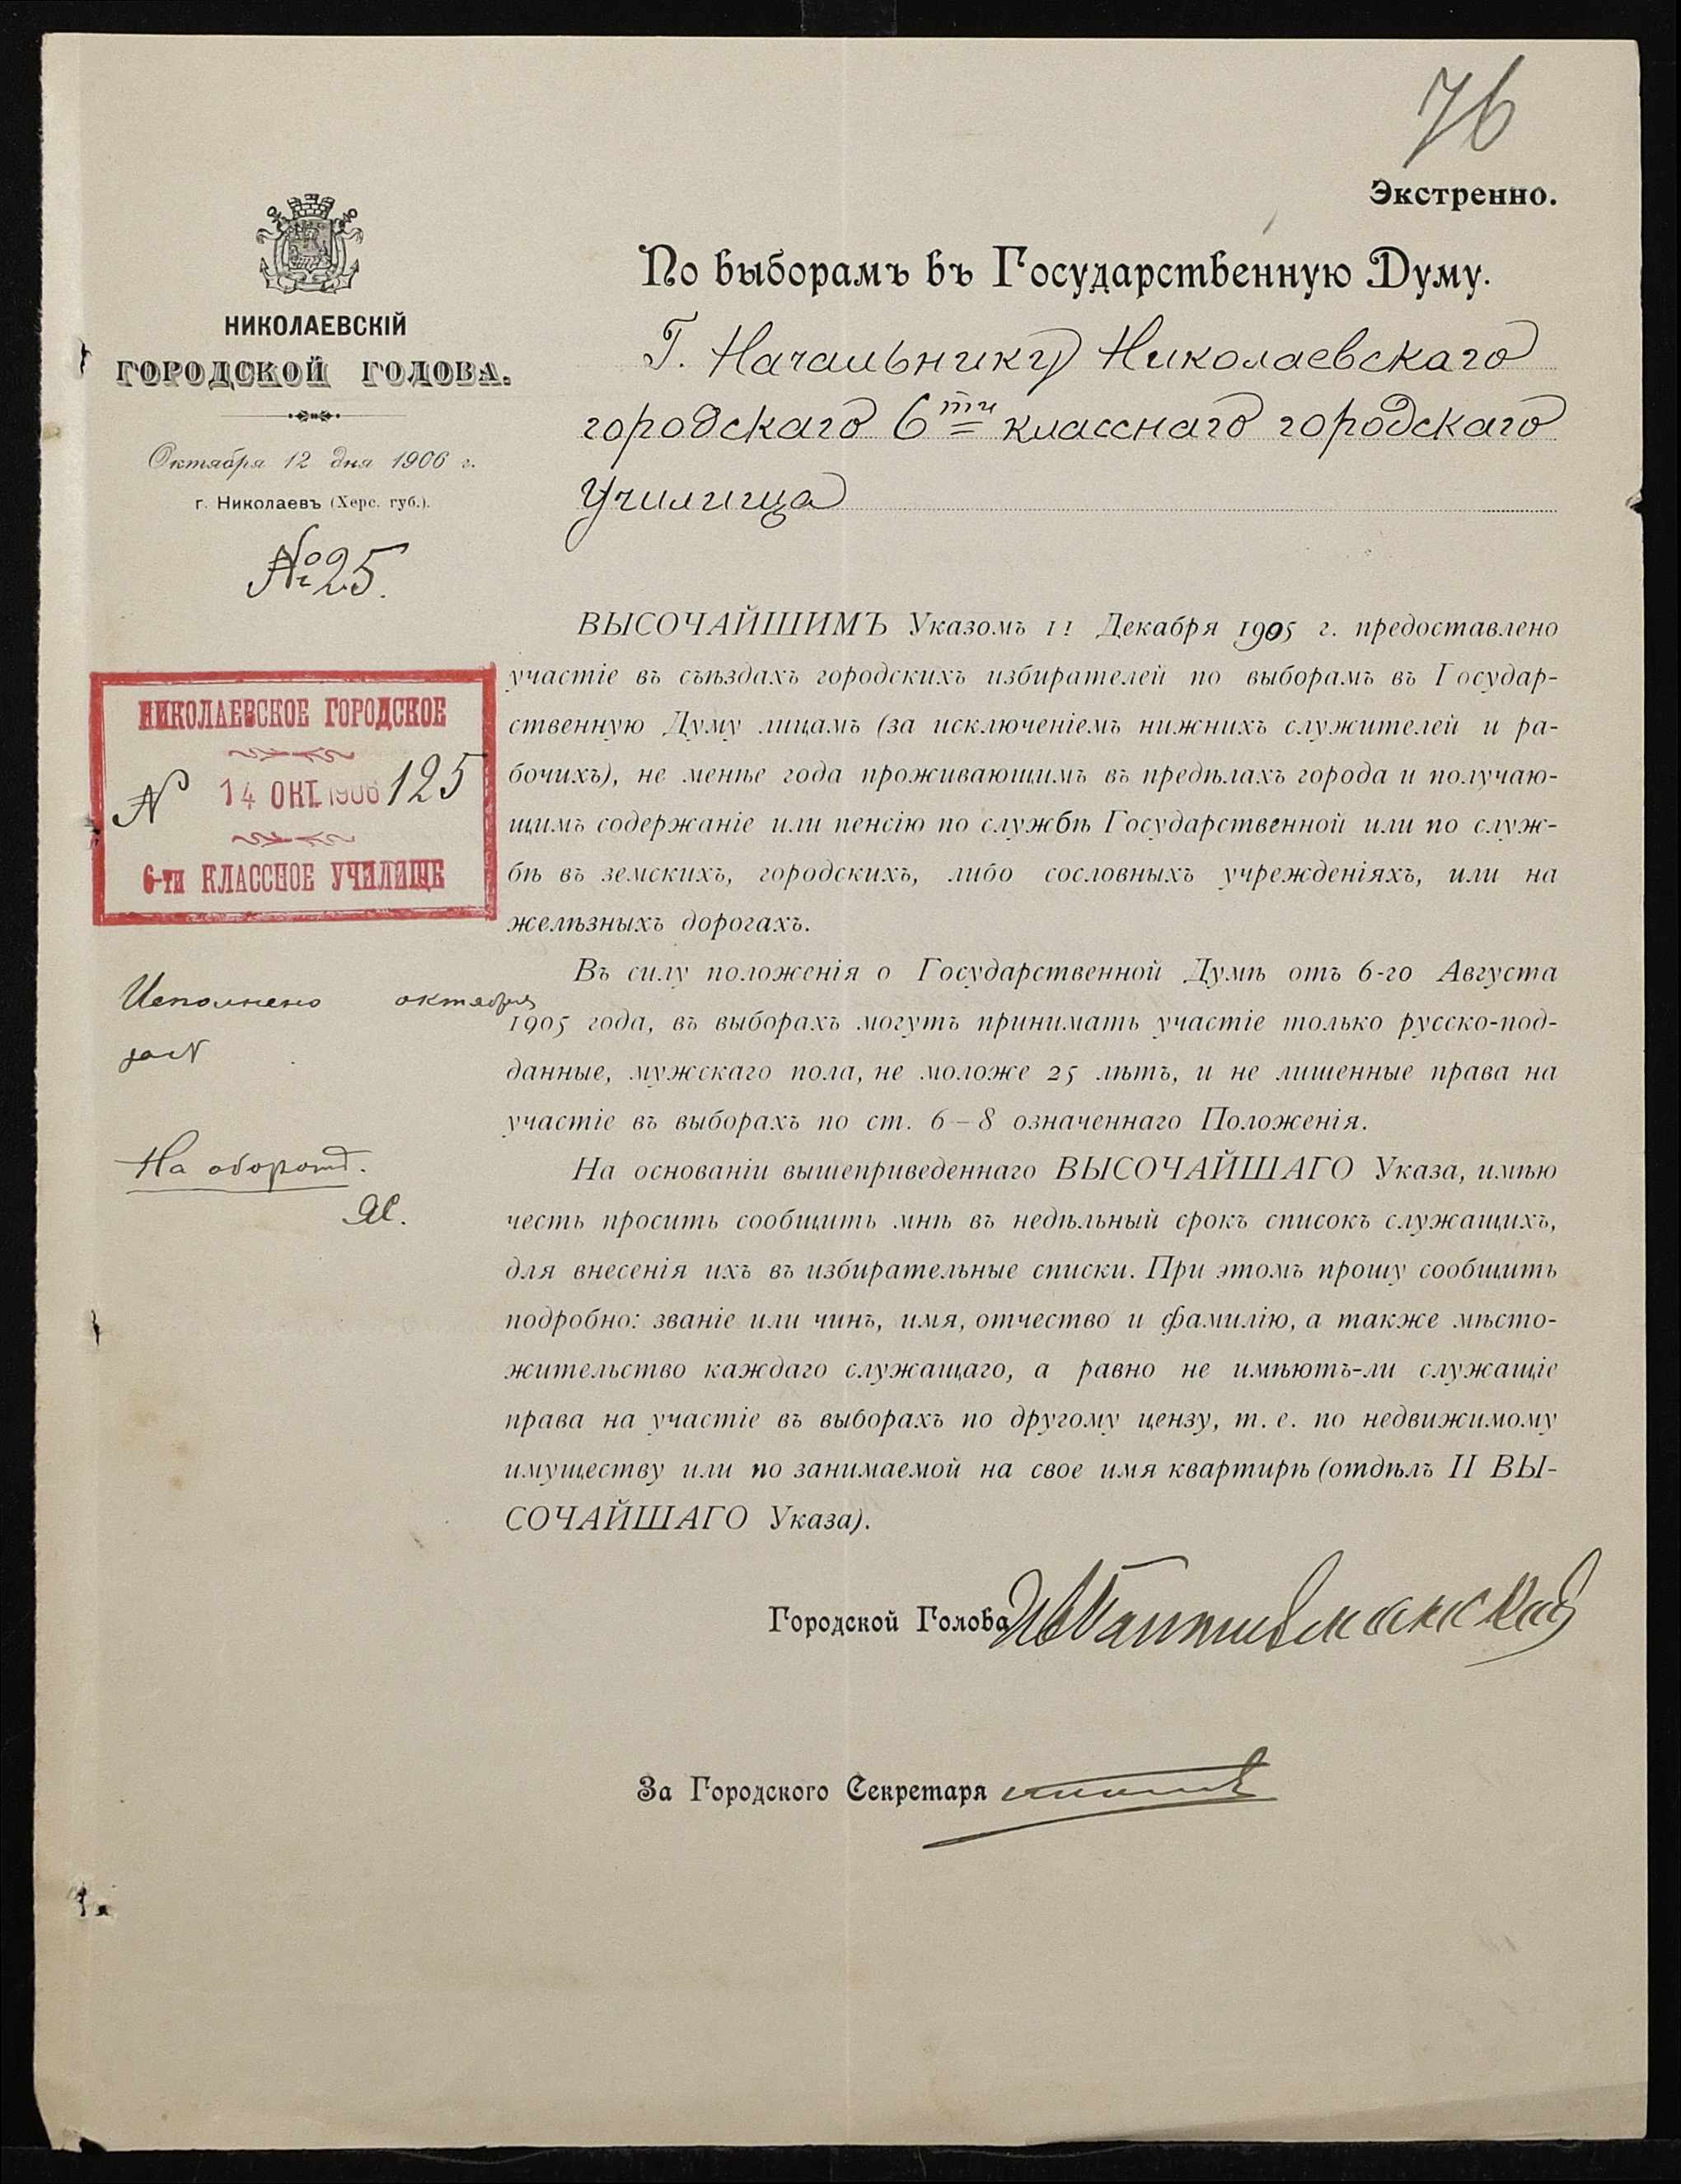 76
Экстренно.
По выборамъ въ Государственную Думу.
Г. Начальнику Николаевскаго
городскаго 6ти классного городскаго
Училища
НИКОЛАЕВСКІЙ
ГОРОДСКОЙ ГОЛОВА.
Октября 12 дня 1906 г.
г. Николаевъ (Херс. губ.).
№ 25.
НИКОЛАЕВСКОЕ ГОРОДСКОЕ
N 14 ОКТ. 1906 125
6-ти КЛАССНОЕ УЧИЛИЩЕ
Исполнено октября
за N
На оборотѣ.
ВЫСОЧАЙШИМЪ Указомъ 11 Декабря 1905 г. предоставлено
участіе въ съѣздахъ городскихъ избирателей по выборамъ въ Государ-
ственную Думу лицамъ (за исключеніемъ нижнихъ служителей и ра-
бочихъ), не менѣе года проживающимъ въ предѣлахъ города и получаю-
щимъ содержаніе или пенсію по службѣ Государственной или по служ-
бѣ въ земскихъ, городскихъ, либо сословныхъ учрежденіяхъ, или на
желѣзныхъ дорогахъ.
Въ силу положенія о Государственной Думѣ отъ 6-го Августа
1905 года, въ выборахъ могутъ принимать участіе только русско-под-
данные, мужскаго пола, не моложе 25 лѣтъ, и не лишенные права на
участіе въ выборахъ по ст. 6—8 означеннаго Положенія.
На основаніи вышеприведеннаго ВЫСОЧАЙШАГО Указа, имѣю
честь просить сообщить мнѣ въ недѣльный срокъ списокъ служащихъ,
для внесенія ихъ въ избирательные списки. При этомъ прошу сообщить
подробно: званіе или чинъ, имя, отчество и фамилію, а также мѣсто-
жительство каждаго служащаго, а равно не имѣютъ-ли служащіе
права на участіе въ выборахъ по другому цензу, т. е. по недвижимому
имуществу или по занимаемой на свое имя квартирѣ (отдѣлъ II ВЫ-
СОЧАЙШАГО Указа).
Городской Голова
За Городского Секретаря